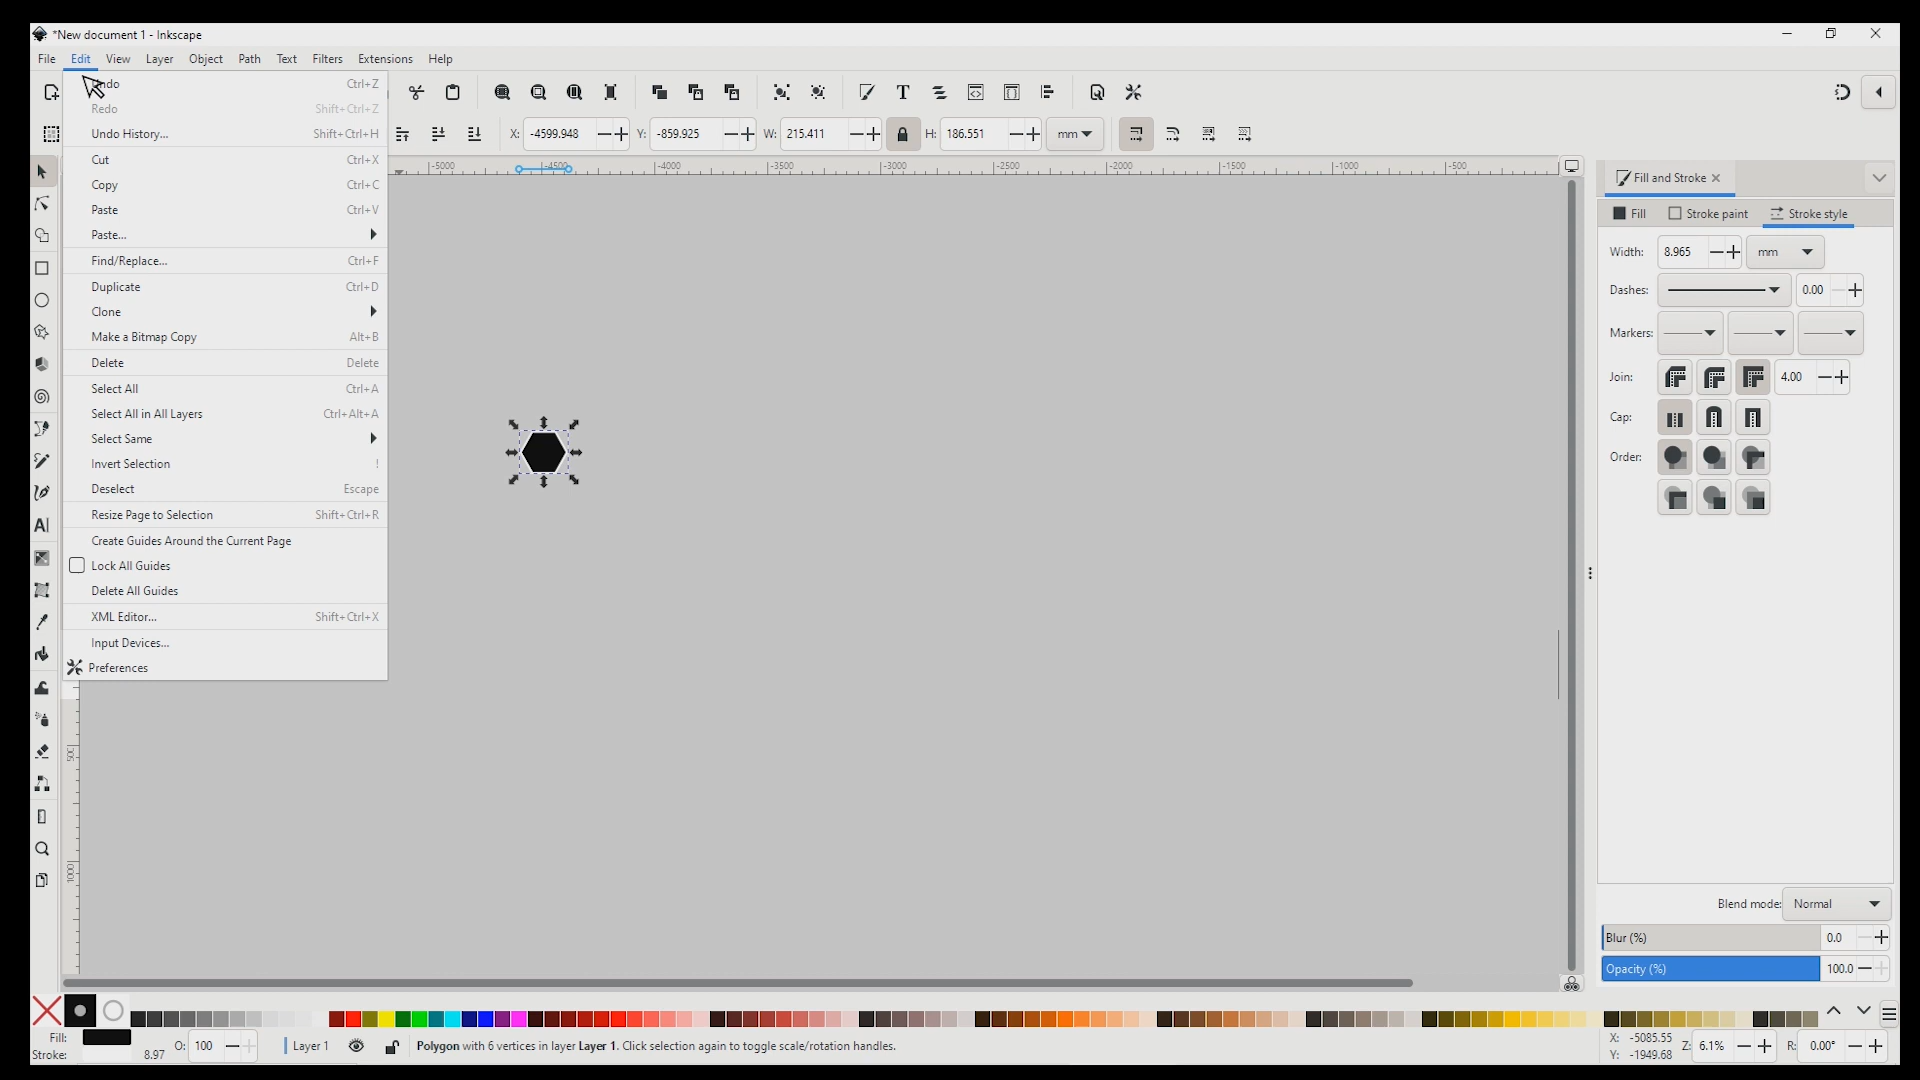 *New document 1 - Inkscape
File Edit View Layer Object Path Text Filters Extensions Help
Undo Ctrl+Z
Redo Shift+Ctrl+Z
Undo History... Shift+Ctrl+H
Cut Ctrl+X
Copy Ctrl+C
Paste Ctrl+V
Paste...
Find/Replace... Ctrl+F
Duplicate Ctrl+D
Clone
Make a Bitmap Copy Alt+B
Delete Delete
Select All Ctrl+A
Select All in All Layers Ctrl+Alt+A
Select Same
Invert Selection !
Deselect Escape
Resize Page to Selection Shift+Ctrl+R
Create Guides Around the Current Page
Lock All Guides
Delete All Guides
XML Editor... Shift+Ctrl+X
Input Devices...
Preferences
X: -4599.948 Y: -859.925 W: 215.411 H: 186.551 mm
-5000 -4500 -4000 -3500 -3000 -2500 -2000 -1500 -1000 -500
500
1000
Fill and Stroke
Fill Stroke paint Stroke style
Width: 8.965 mm
Dashes: 0.00
Markers:
Join: 4.00
Cap:
Order:
Blend mode: Normal
Blur (%) 0.0
Opacity (%) 100.0
Fill:
Stroke: 8.97
O: 100
Layer 1
Polygon with 6 vertices in layer Layer 1. Click selection again to toggle scale/rotation handles.
X: -5085.55
Y: -1949.68
Z: 6.1%
R: 0.00°